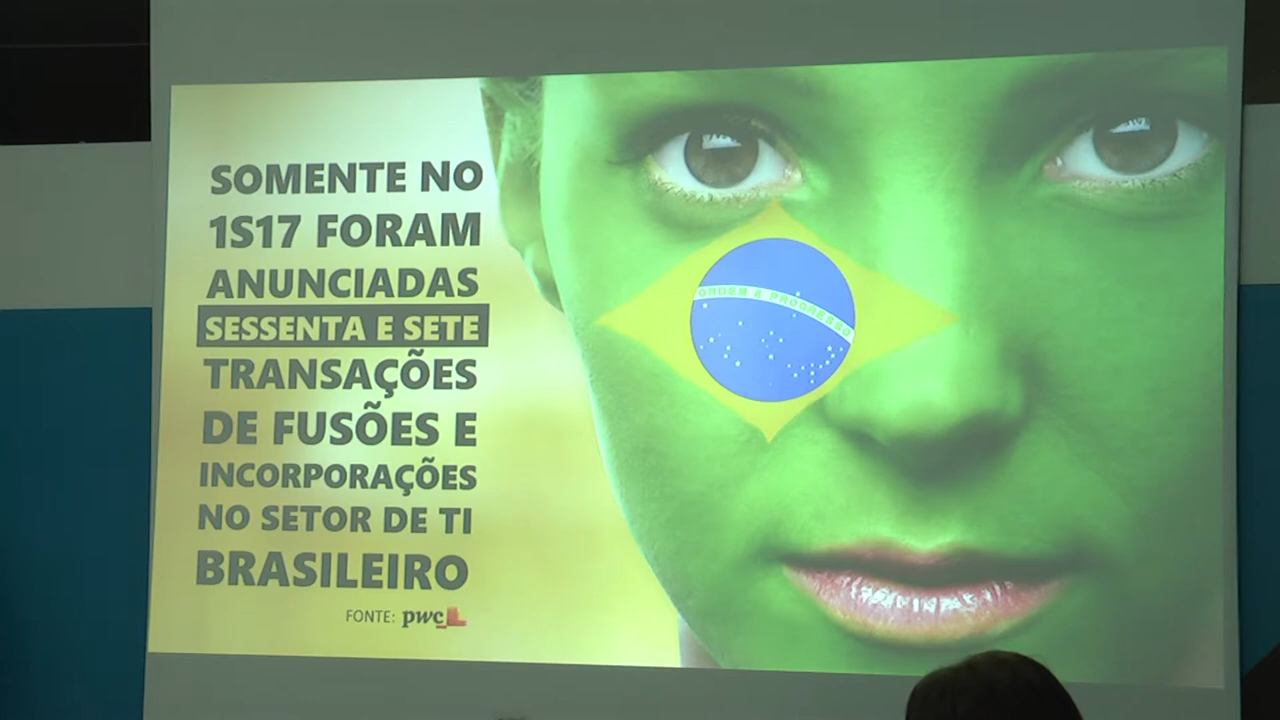 SOMENTE NO
1S17 FORAM
ANUNCIADAS
SESSENTA E SETE
TRANSAÇÕES
DE FUSÕES E
INCORPORAÇÕES
NO SETOR DE TI
BRASILEIRO
FONTE: pwc